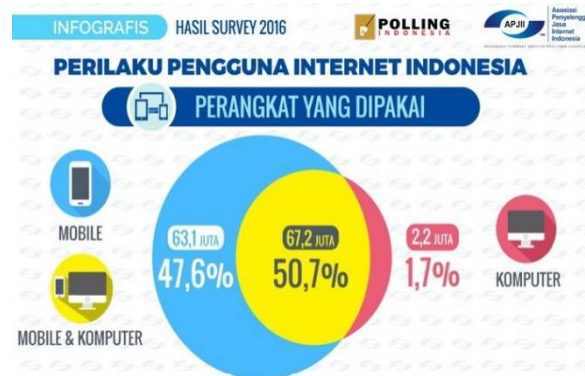 INFOGRAFIS
HASIL SURVEY 2016
POLLING
INDONESIA
APJII
Asosiasi
Penyelenggara
Jasa
Internet
Indonesia
PERILAKU PENGGUNA INTERNET INDONESIA
PERANGKAT YANG DIPAKAI
MOBILE
MOBILE & KOMPUTER
63,1 JUTA
47,6%
67,2 JUTA
50,7%
2,2 JUTA
1,7%
KOMPUTER